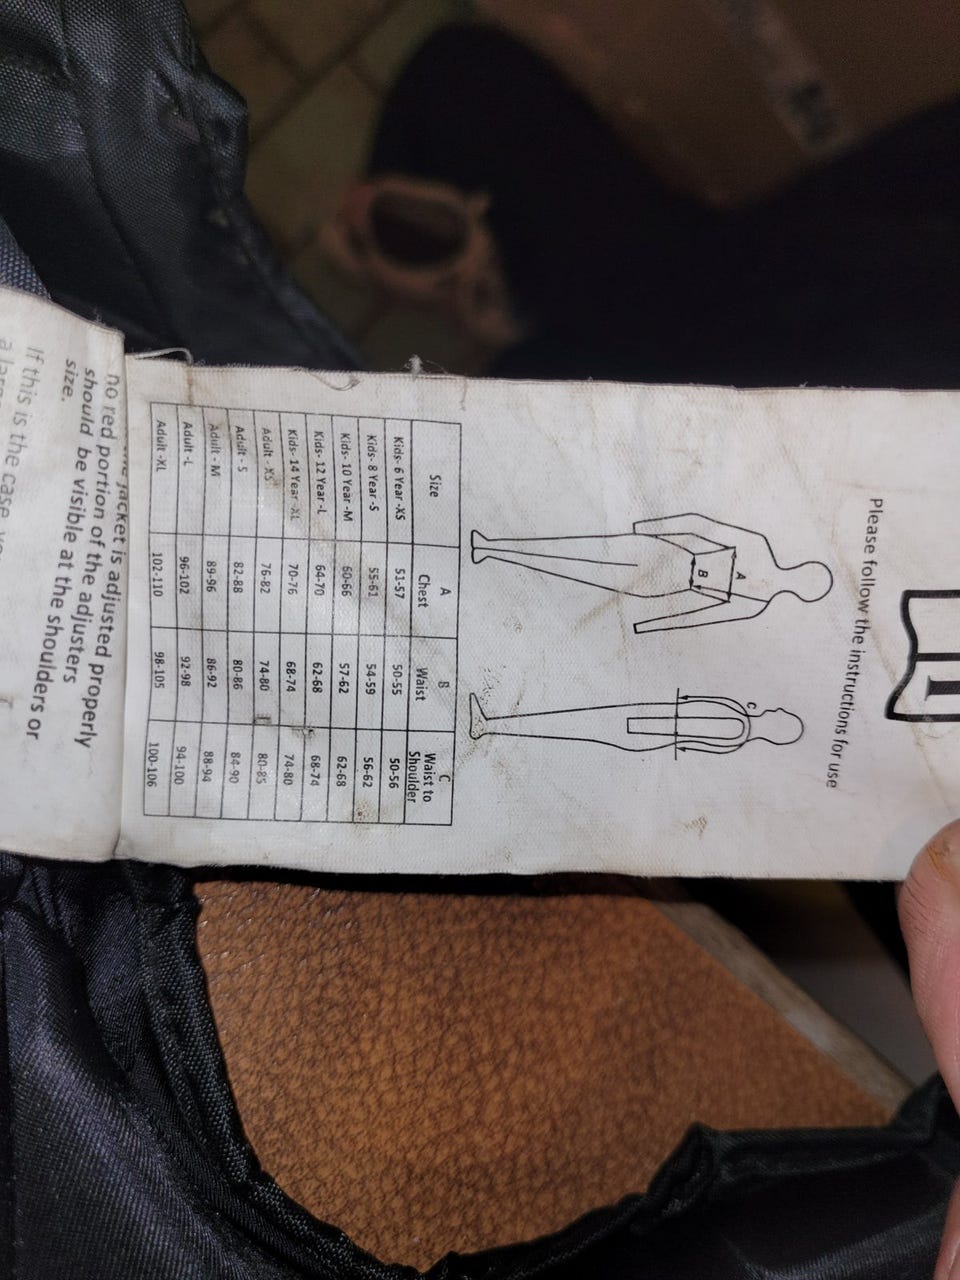 Please follow the instructions for use
A
B
C
Size
A
Chest
B
Waist
C
Waist to
Shoulder
Kids- 6 Year -XS 51-57 50-55 50-56
Kids- 8 Year -S 55-61 54-59 56-62
Kids- 10 Year -M 60-66 57-62 62-68
Kids- 12 Year -L 64-70 62-68 68-74
Kids- 14 Year -XL 70-76 68-74 74-80
Adult - XS 76-82 74-80 80-85
Adult - S 82-88 80-86 84-90
Adult - M 89-96 86-92 88-94
Adult -L 96-102 92-98 94-100
Adult -XL 102-110 98-105 100-106
jacket is adjusted properly
no red portion of the adjusters
should be visible at the shoulders or
size.
If this is the case